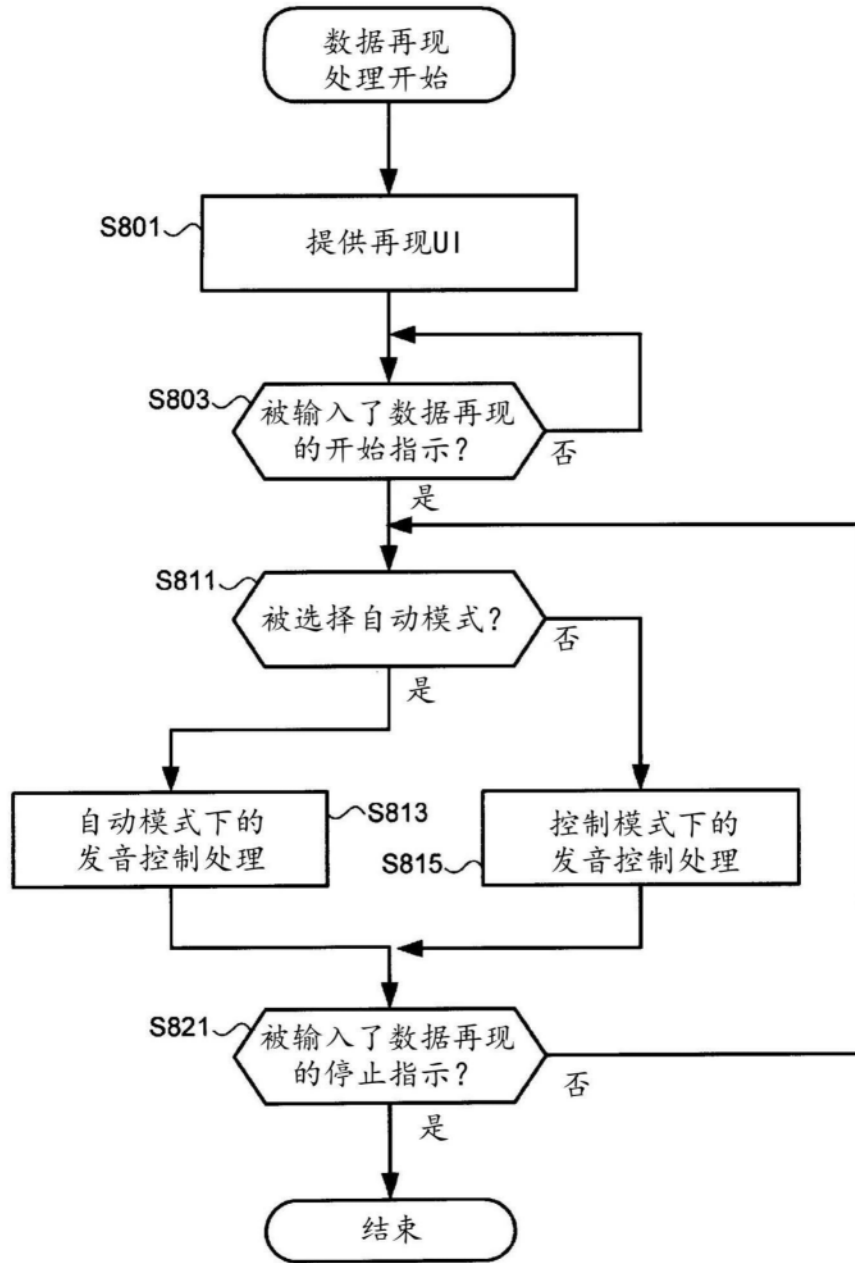 数据再现
处理开始
S801
提供再现UI
S803
被输入了数据再现
的开始指示?
否
是
S811
被选择自动模式?
否
是
自动模式下的
发音控制处理
S813
控制模式下的
发音控制处理
S815
S821
被输入了数据再现
的停止指示?
否
是
结束